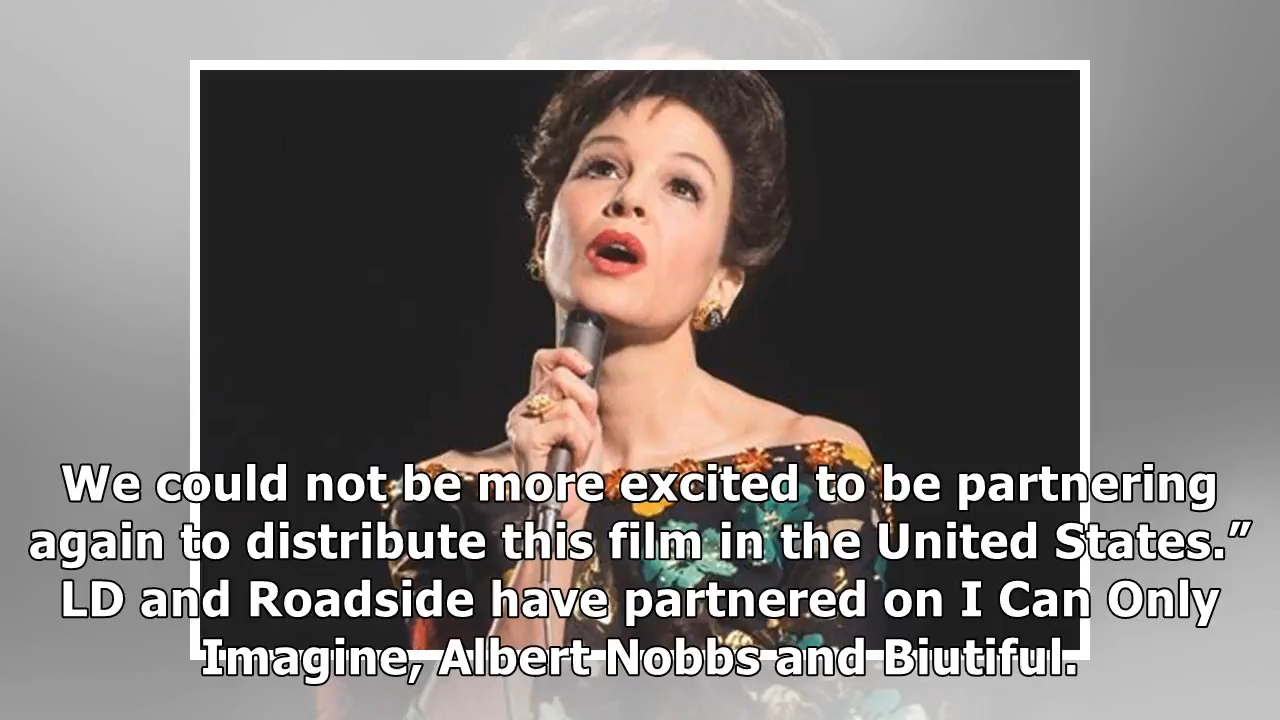 We could not be more excited to be partnering
again to distribute this film in the United States.”
LD and Roadside have partnered on I Can Only
Imagine, Albert Nobbs and Biutiful.